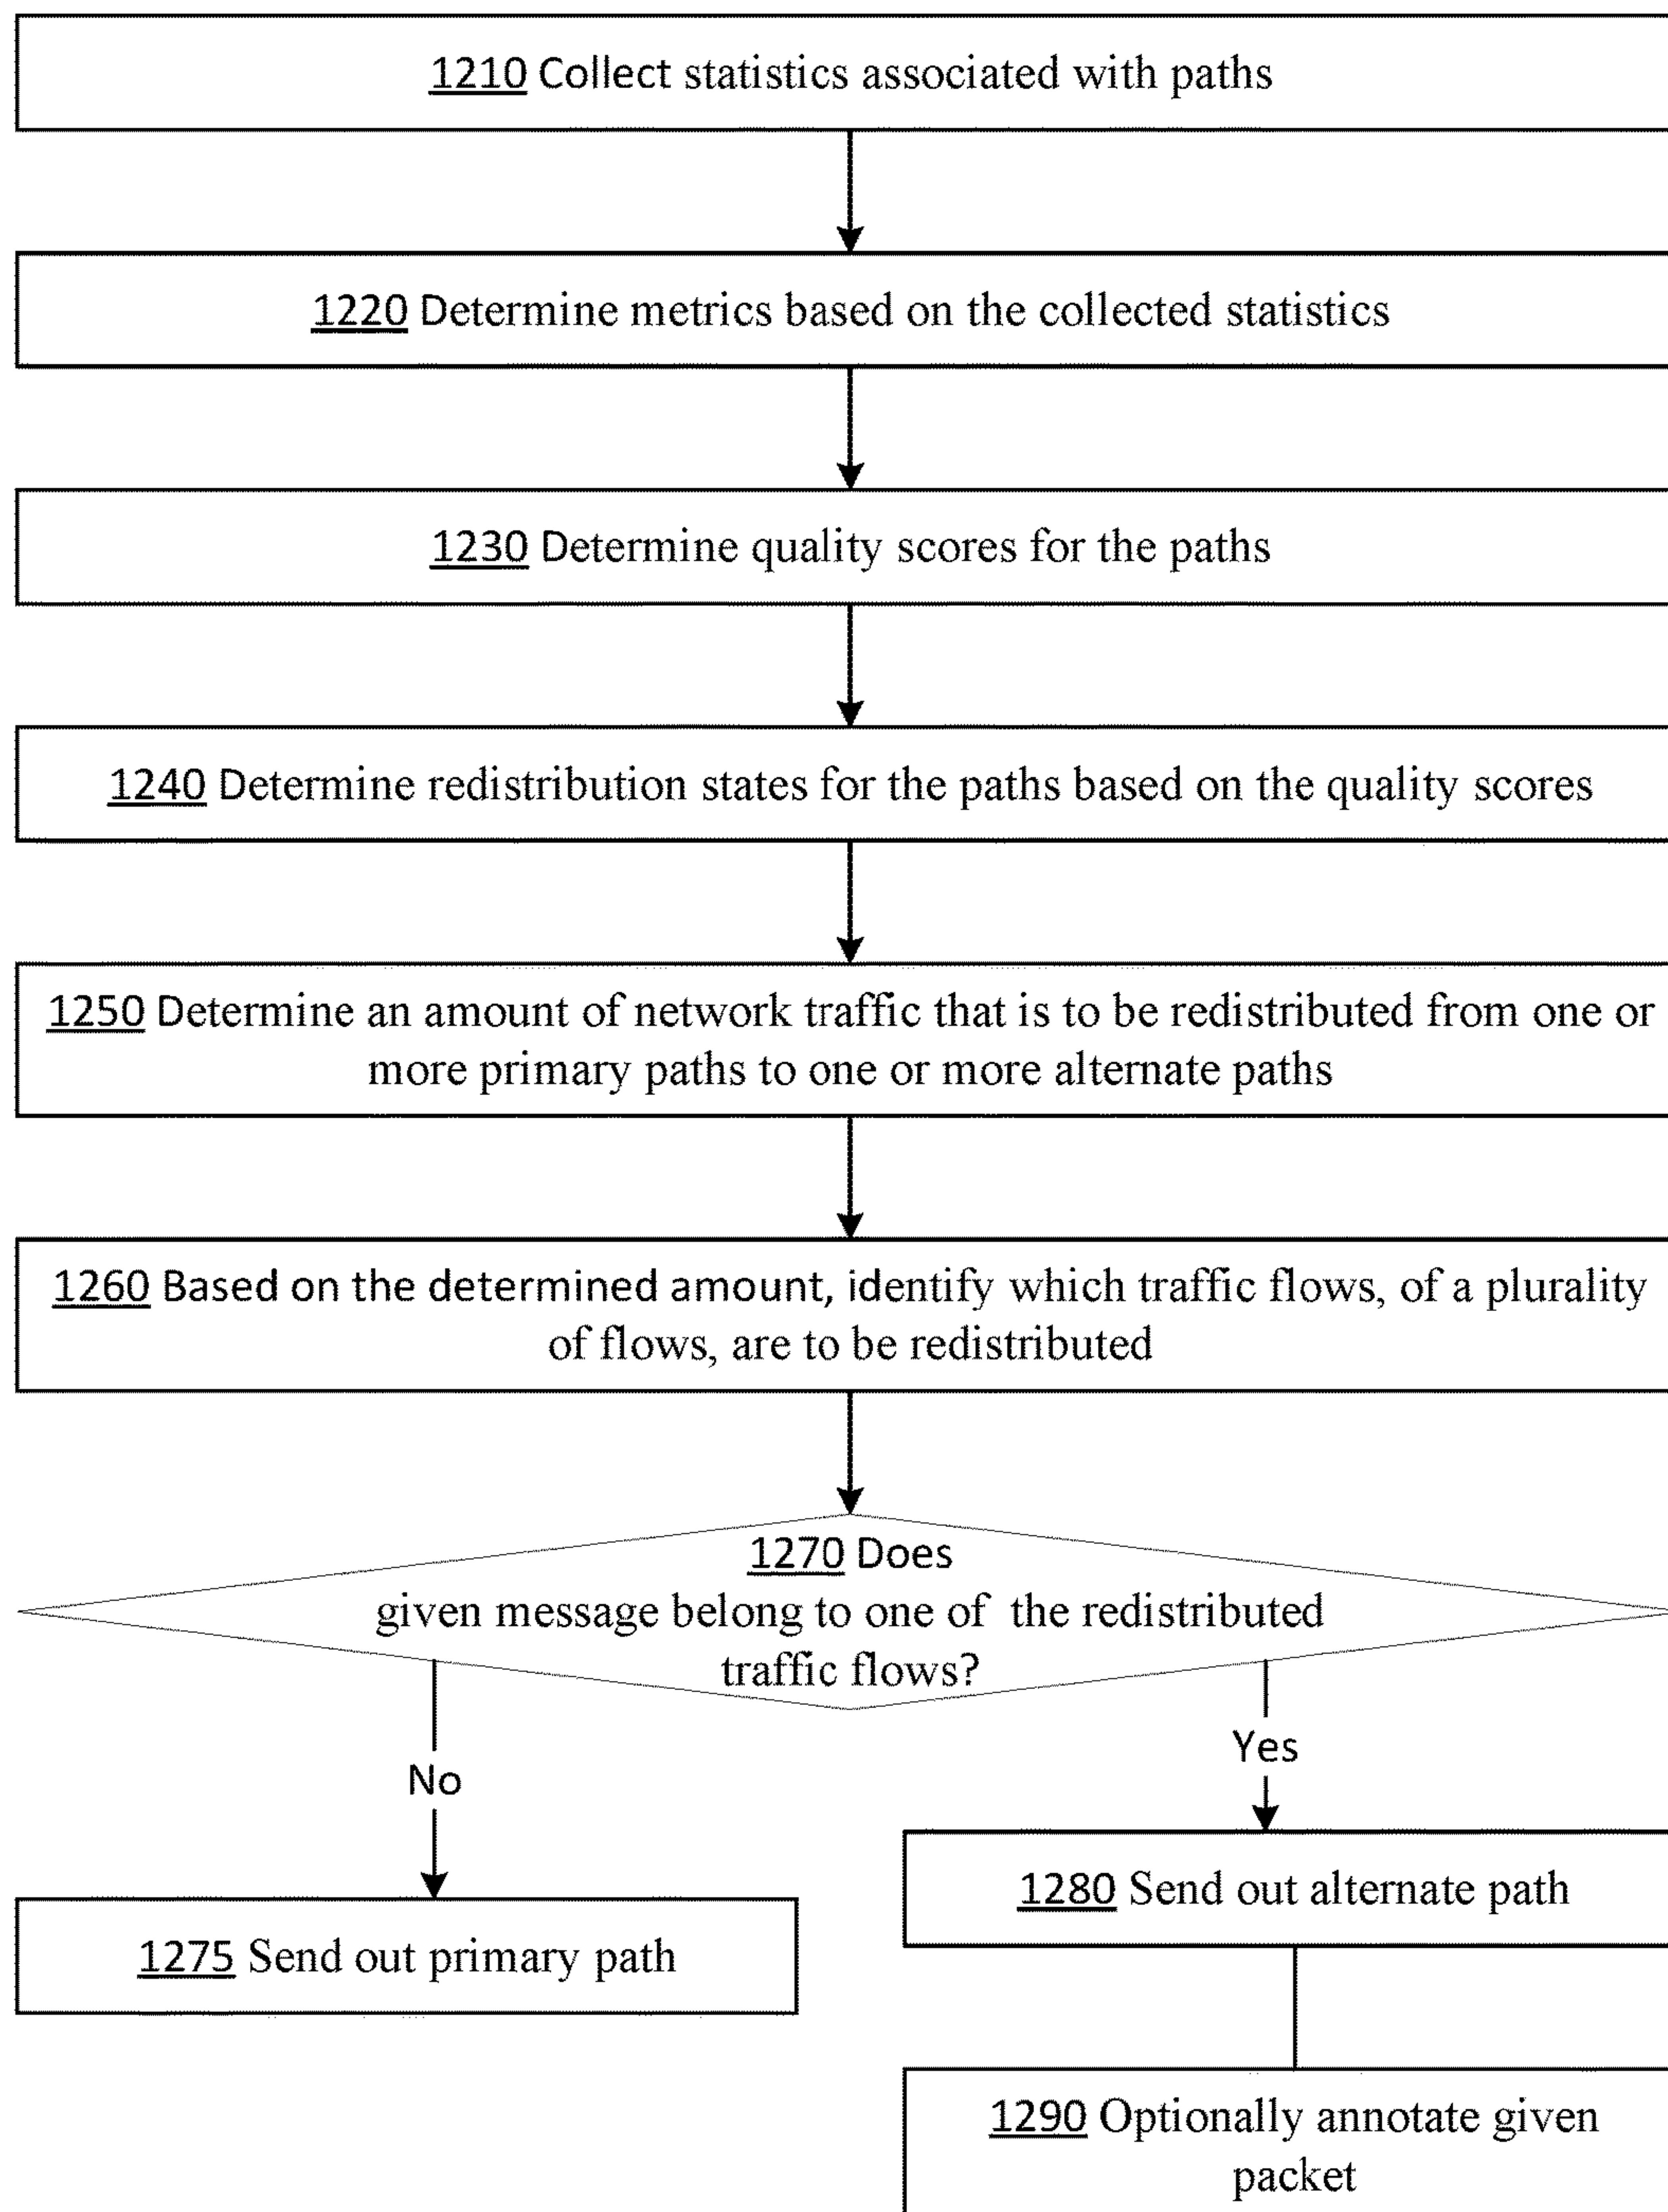 1210 Collect statistics associated with paths
1220 Determine metrics based on the collected statistics
1230 Determine quality scores for the paths
1240 Determine redistribution states for the paths based on the quality scores
1250 Determine an amount of network traffic that is to be redistributed from one or
more primary paths to one or more alternate paths
1260 Based on the determined amount, identify which traffic flows, of a plurality
of flows, are to be redistributed
1270 Does
given message belong to one of the redistributed
traffic flows?
No
Yes
1275 Send out primary path
1280 Send out alternate path
1290 Optionally annotate given
packet